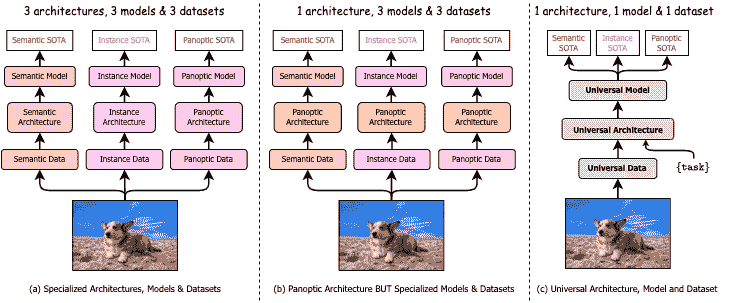 3 architectures, 3 models & 3 datasets
Semantic SOTA
Instance SOTA
Panoptic SOTA
Semantic Model
Instance Model
Panoptic Model
Semantic
Architecture
Instance
Architecture
Panoptic
Architecture
Semantic Data
Instance Data
Panoptic Data
(a) Specialized Architectures, Models & Datasets
1 architecture, 3 models & 3 datasets
Semantic SOTA
Instance SOTA
Panoptic SOTA
Semantic Model
Instance Model
Panoptic Model
Panoptic
Architecture
Panoptic
Architecture
Panoptic
Architecture
Semantic Data
Instance Data
Panoptic Data
(b) Panoptic Architecture BUT Specialized Models & Datasets
1 architecture, 1 model & 1 dataset
Semantic
SOTA
Instance
SOTA
Panoptic
SOTA
Universal Model
Universal Architecture
Universal Data
{task}
(c) Universal Architecture, Model and Dataset